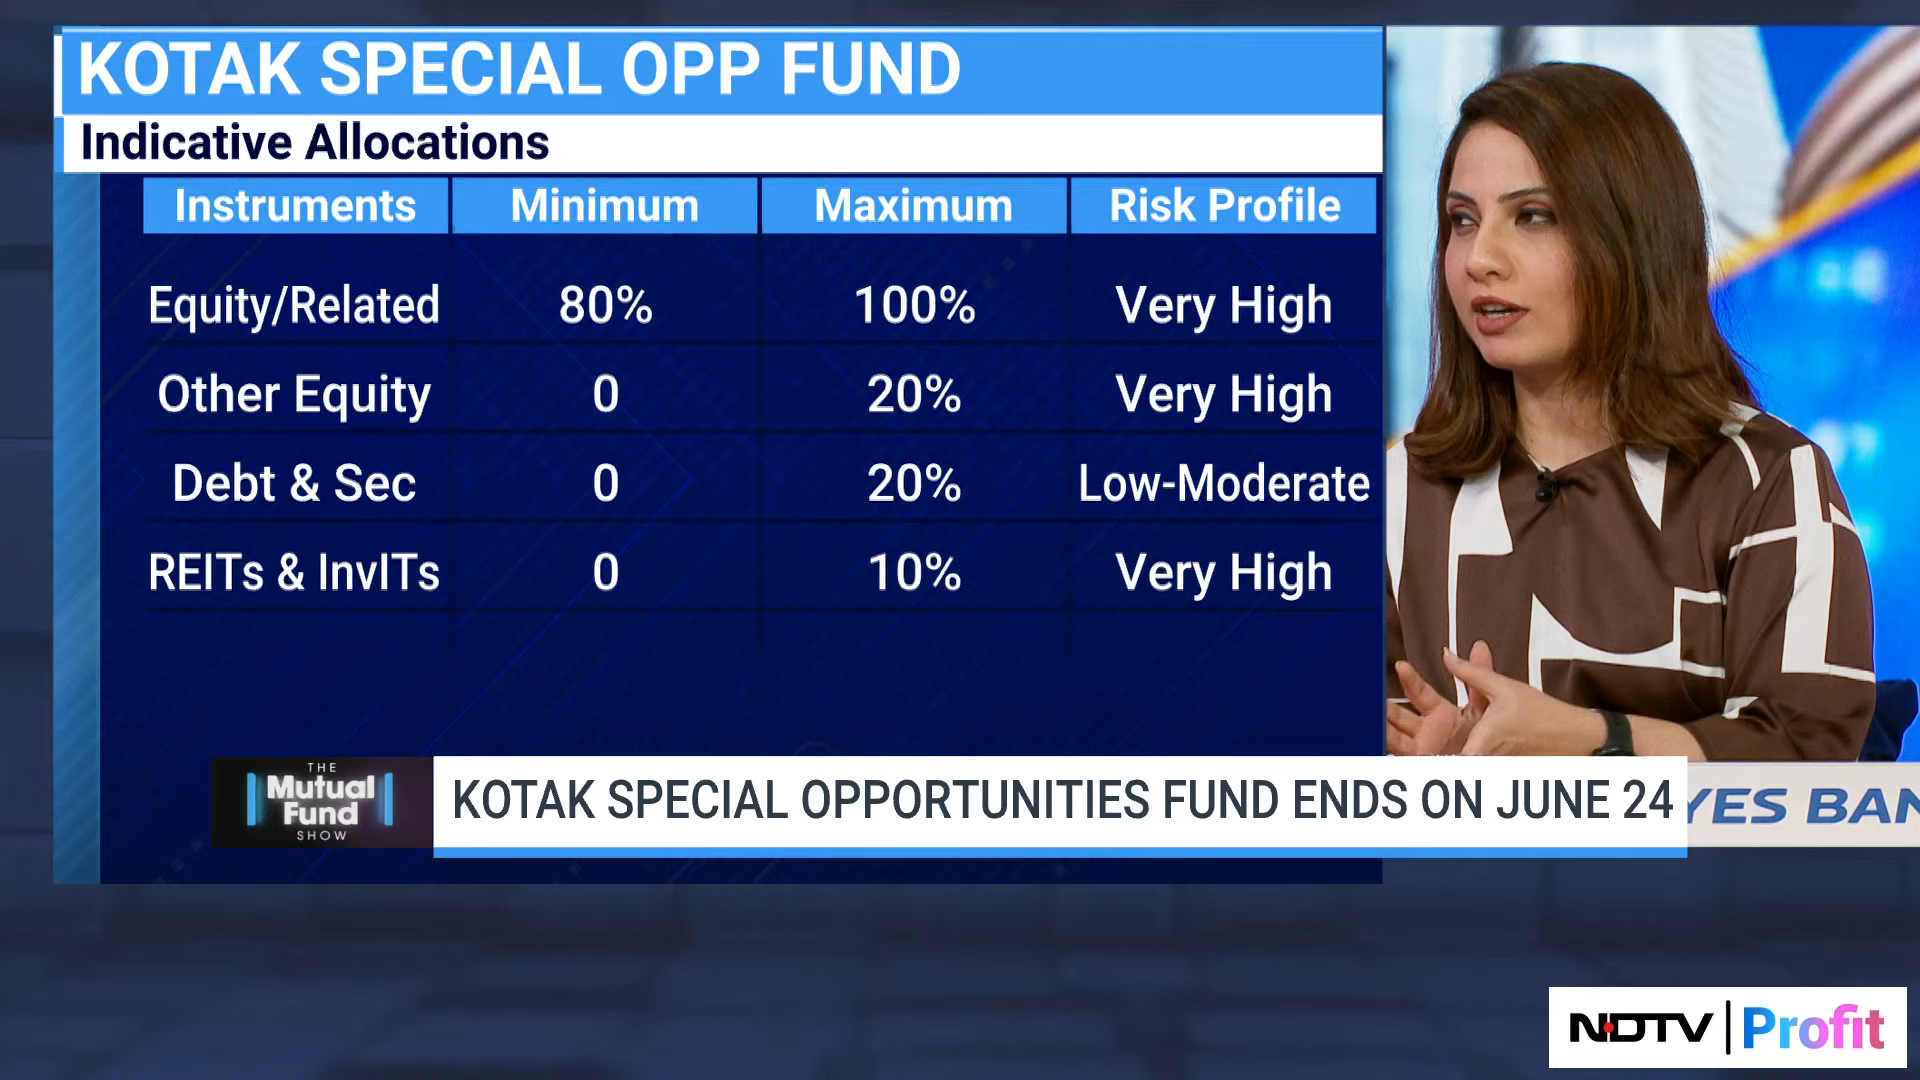 KOTAK SPECIAL OPP FUND
Indicative Allocations
Instruments Minimum Maximum Risk Profile
Equity/Related 80% 100% Very High
Other Equity 0 20% Very High
Debt & Sec 0 20% Low-Moderate
REITs & InvITs 0 10% Very High
THE
Mutual
Fund
SHOW
KOTAK SPECIAL OPPORTUNITIES FUND ENDS ON JUNE 24
YES BAN
NDTV Profit